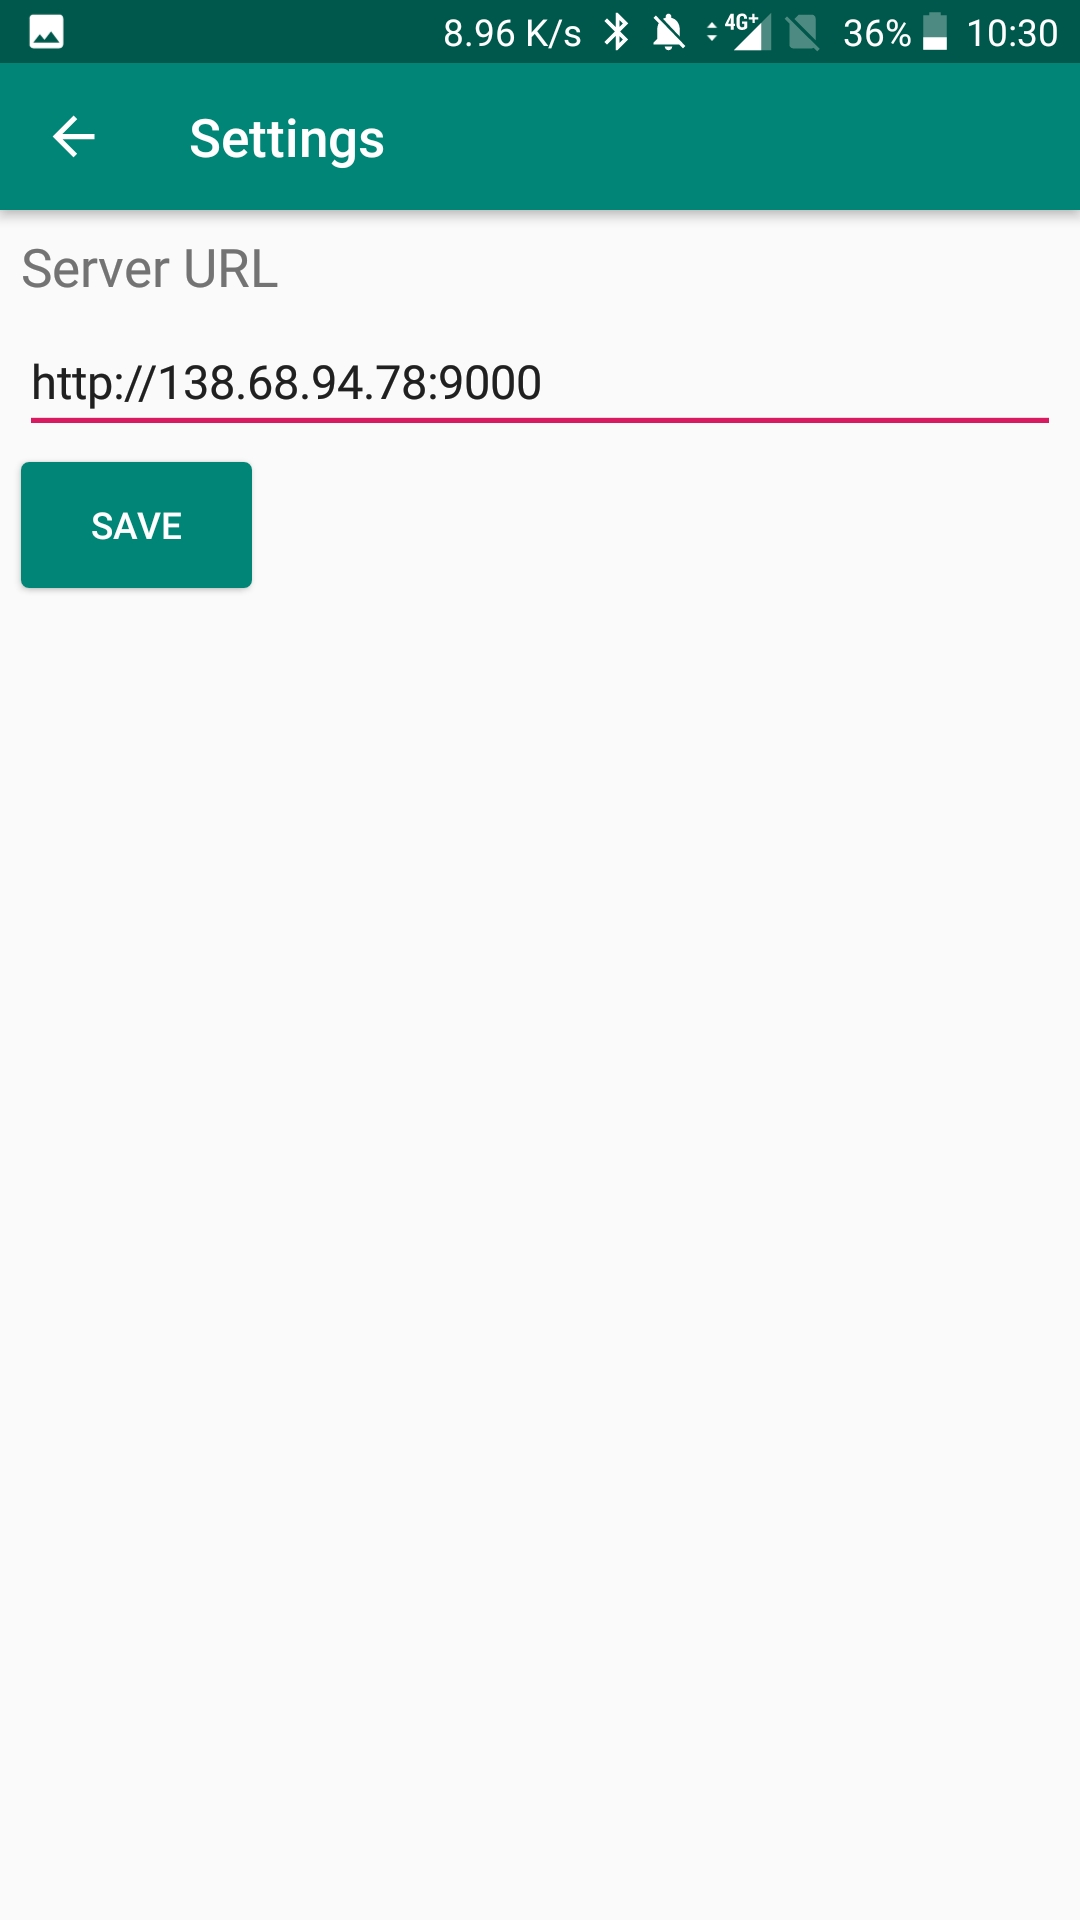 8.96 K/s 4G+ 36% 10:30
Settings
Server URL
http://138.68.94.78:9000
SAVE